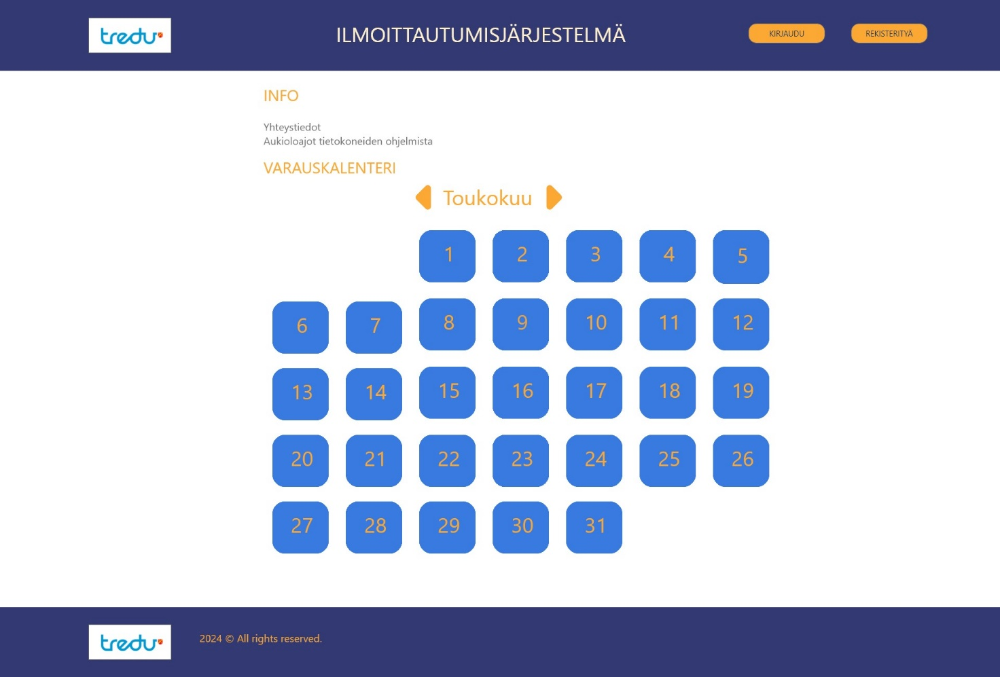 tredu
ILMOITTAUTUMISJÄRJESTELMÄ
KIRJAUDU
REKISTERITYÄ
INFO
Yhteystiedot
Aukioloajot tietokoneiden ohjelmista
VARAUSKALENTERI
Toukokuu
1 2 3 4 5
6 7 8 9 10 11 12
13 14 15 16 17 18 19
20 21 22 23 24 25 26
27 28 29 30 31
tredu
2024 © All rights reserved.